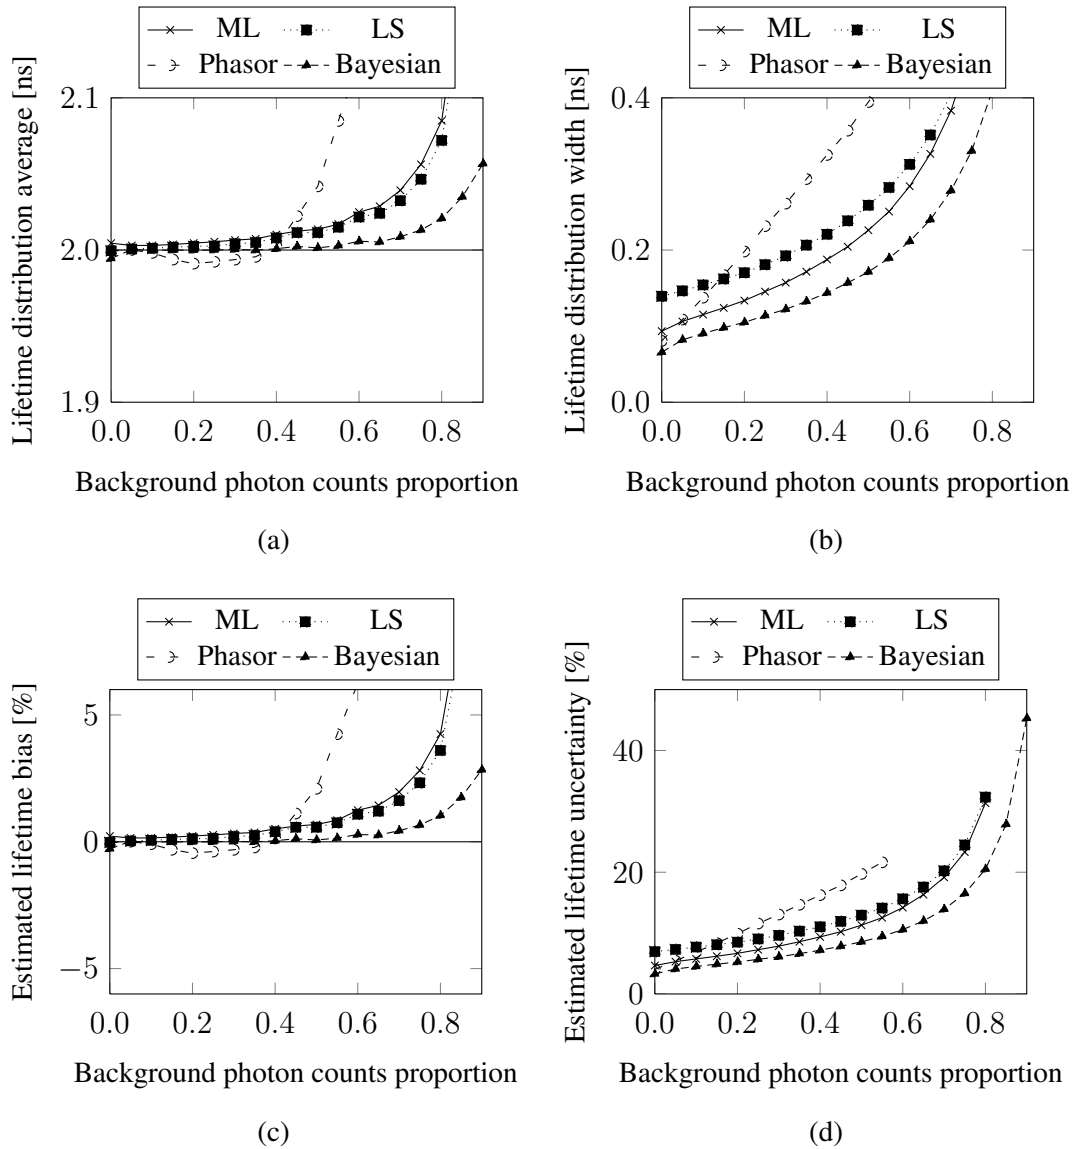 ML LS
Phasor Bayesian
Lifetime distribution average [ns]
2.1
2.0
1.9
0.0 0.2 0.4 0.6 0.8
Background photon counts proportion
(a)
ML LS
Phasor Bayesian
Lifetime distribution width [ns]
0.4
0.2
0.0
0.0 0.2 0.4 0.6 0.8
Background photon counts proportion
(b)
ML LS
Phasor Bayesian
Estimated lifetime bias [%]
5
0
−5
0.0 0.2 0.4 0.6 0.8
Background photon counts proportion
(c)
ML LS
Phasor Bayesian
Estimated lifetime uncertainty [%]
40
20
0
0.0 0.2 0.4 0.6 0.8
Background photon counts proportion
(d)